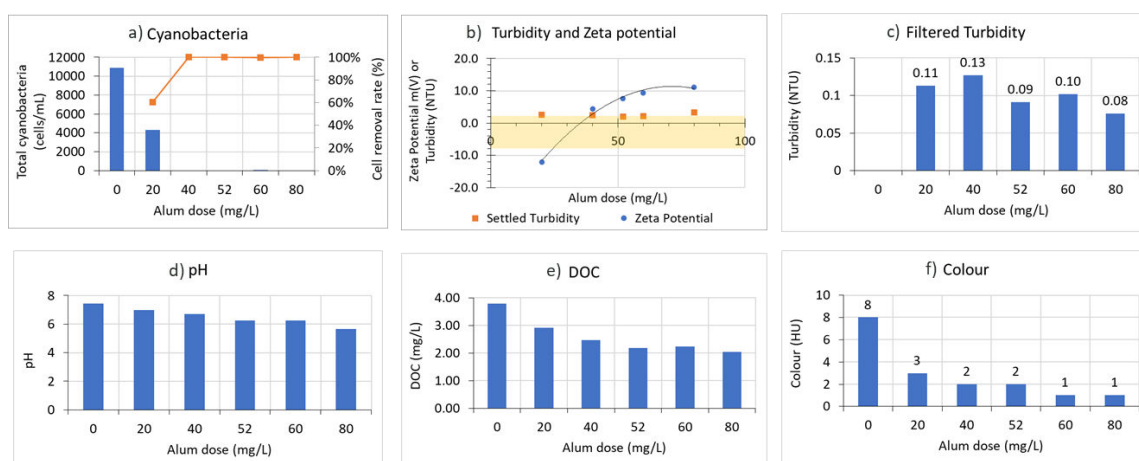 a) Cyanobacteria
Total cyanobacteria
(cells/mL)
12000
10000
8000
6000
4000
2000
0
100%
80%
60%
40%
20%
0%
Cell removal rate (%)
0 20 40 52 60 80
Alum dose (mg/L)
b) Turbidity and Zeta potential
Zeta Potential m(V) or
Turbidity (NTU)
20.0
10.0
0.0
-10.0
-20.0
0 50 100
Alum dose (mg/L)
Settled Turbidity Zeta Potential
c) Filtered Turbidity
Turbidity (NTU)
0.15
0.1
0.05
0
0.11 0.13 0.09 0.10 0.08
0 20 40 52 60 80
Alum dose (mg/L)
d) pH
pH
8
6
4
2
0
0 20 40 52 60 80
Alum dose (mg/L)
e) DOC
DOC (mg/L)
4.00
3.00
2.00
1.00
0.00
0 20 40 52 60 80
Alum dose (mg/L)
f) Colour
Colour (HU)
10
8
6
4
2
0
8 3 2 2 1 1
0 20 40 52 60 80
Alum dose (mg/L)